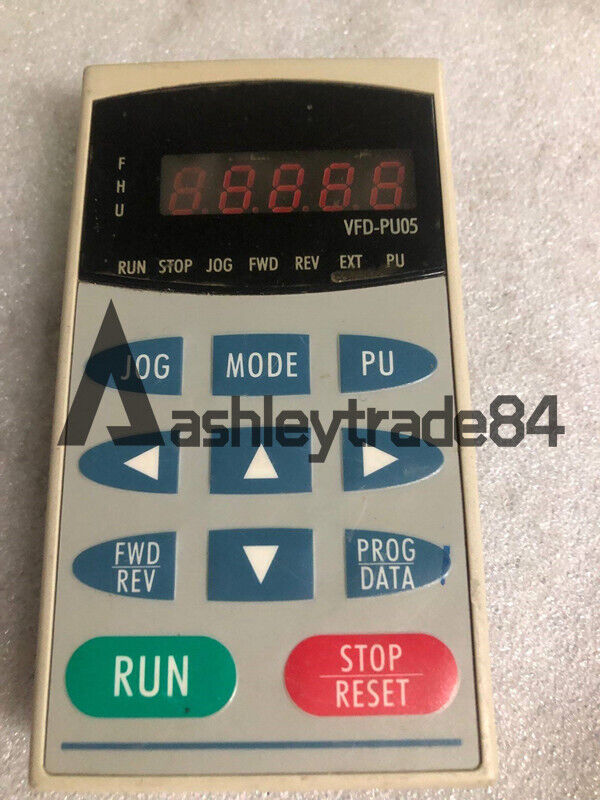 F
H
U
8.8.8.8.8
VFD-PU05
RUN STOP JOG FWD REV EXT PU
JOG MODE PU
ashleytrade84
FWD
REV
PROG
DATA
RUN
STOP
RESET